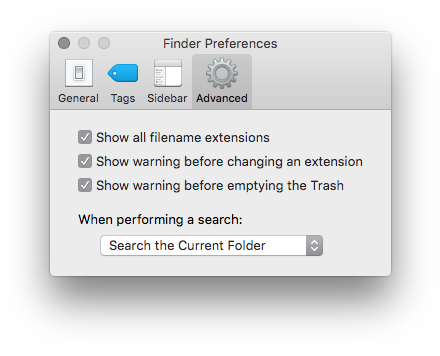 Finder Preferences
General Tags Sidebar Advanced
Show all filename extensions
Show warning before changing an extension
Show warning before emptying the Trash
When performing a search:
Search the Current Folder